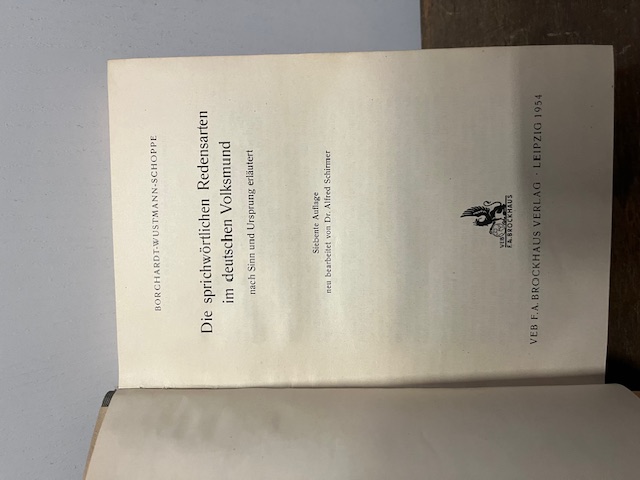 BORCHARDT-WUSTMANN-SCHOPPE
Die sprichwörtlichen Redensarten
im deutschen Volksmund
nach Sinn und Ursprung erläutert
Siebente Auflage
neu bearbeitet von Dr. Alfred Schirmer
VEB
F.A. BROCKHAUS
VEB F. A. BROCKHAUS VERLAG · LEIPZIG 1954